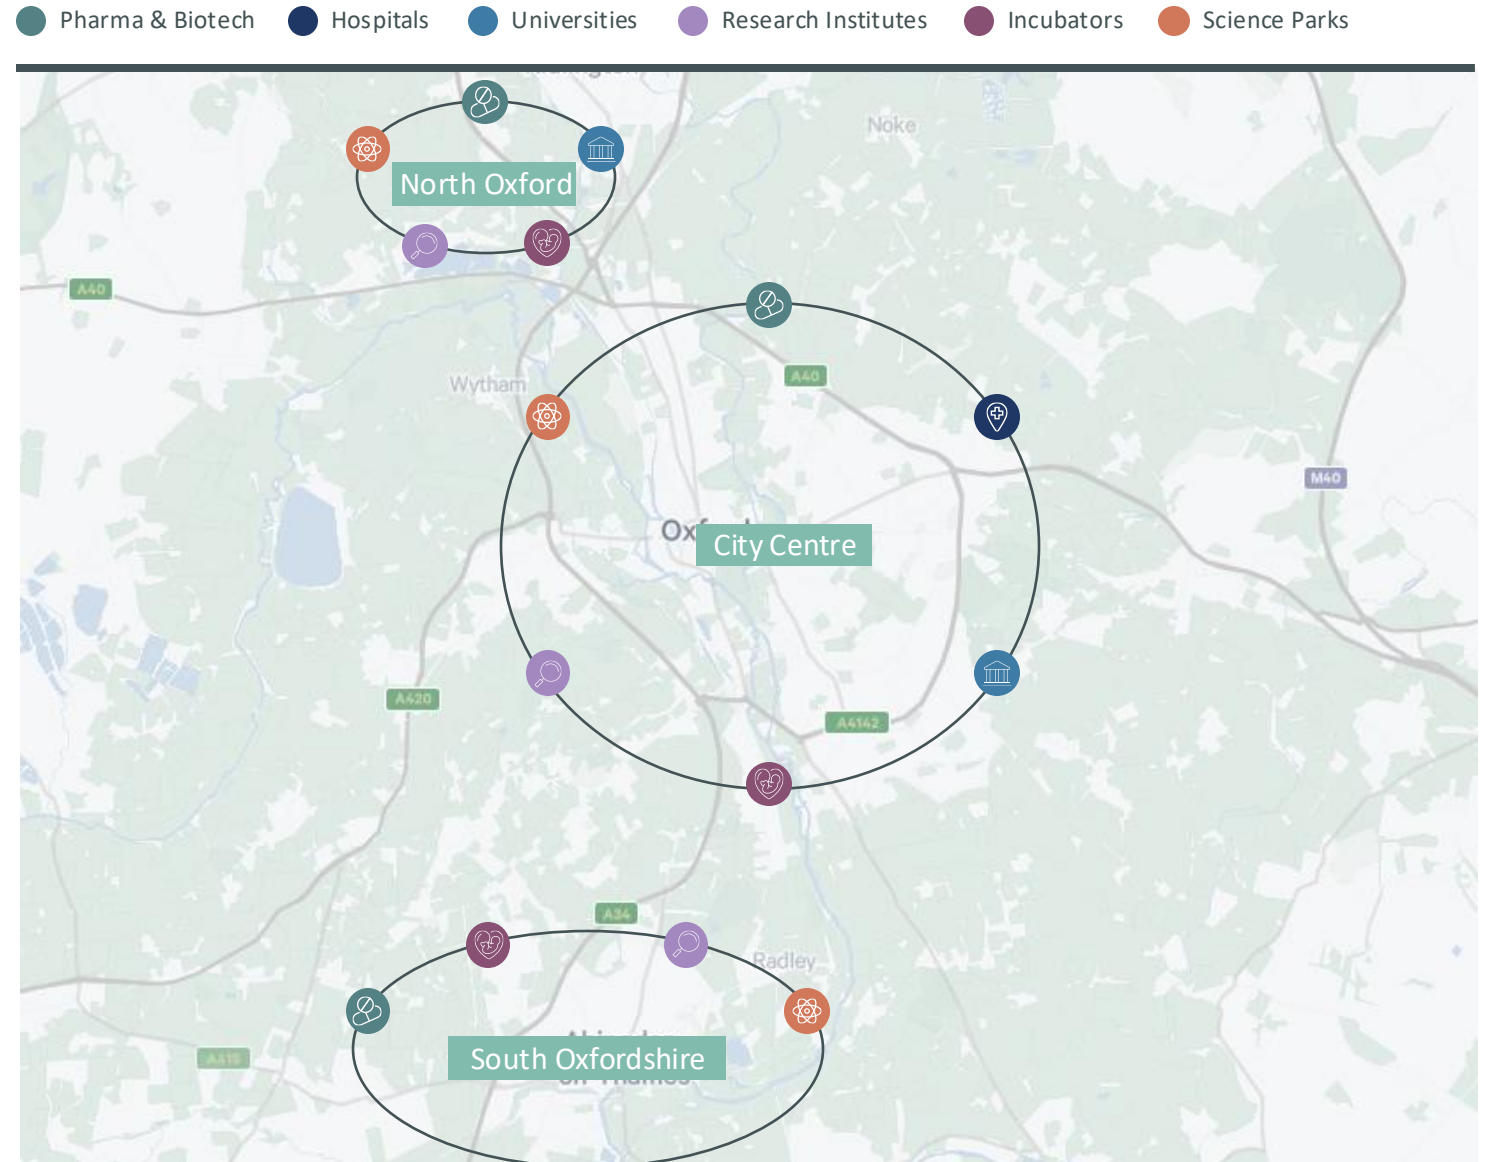 Pharma & Biotech
Hospitals
Universities
Research Institutes
Incubators
Science Parks
Noke
North Oxford
A40
A40
Wytham
M40
City Centre
A420
A4142
A34
Radley
South Oxfordshire
A415